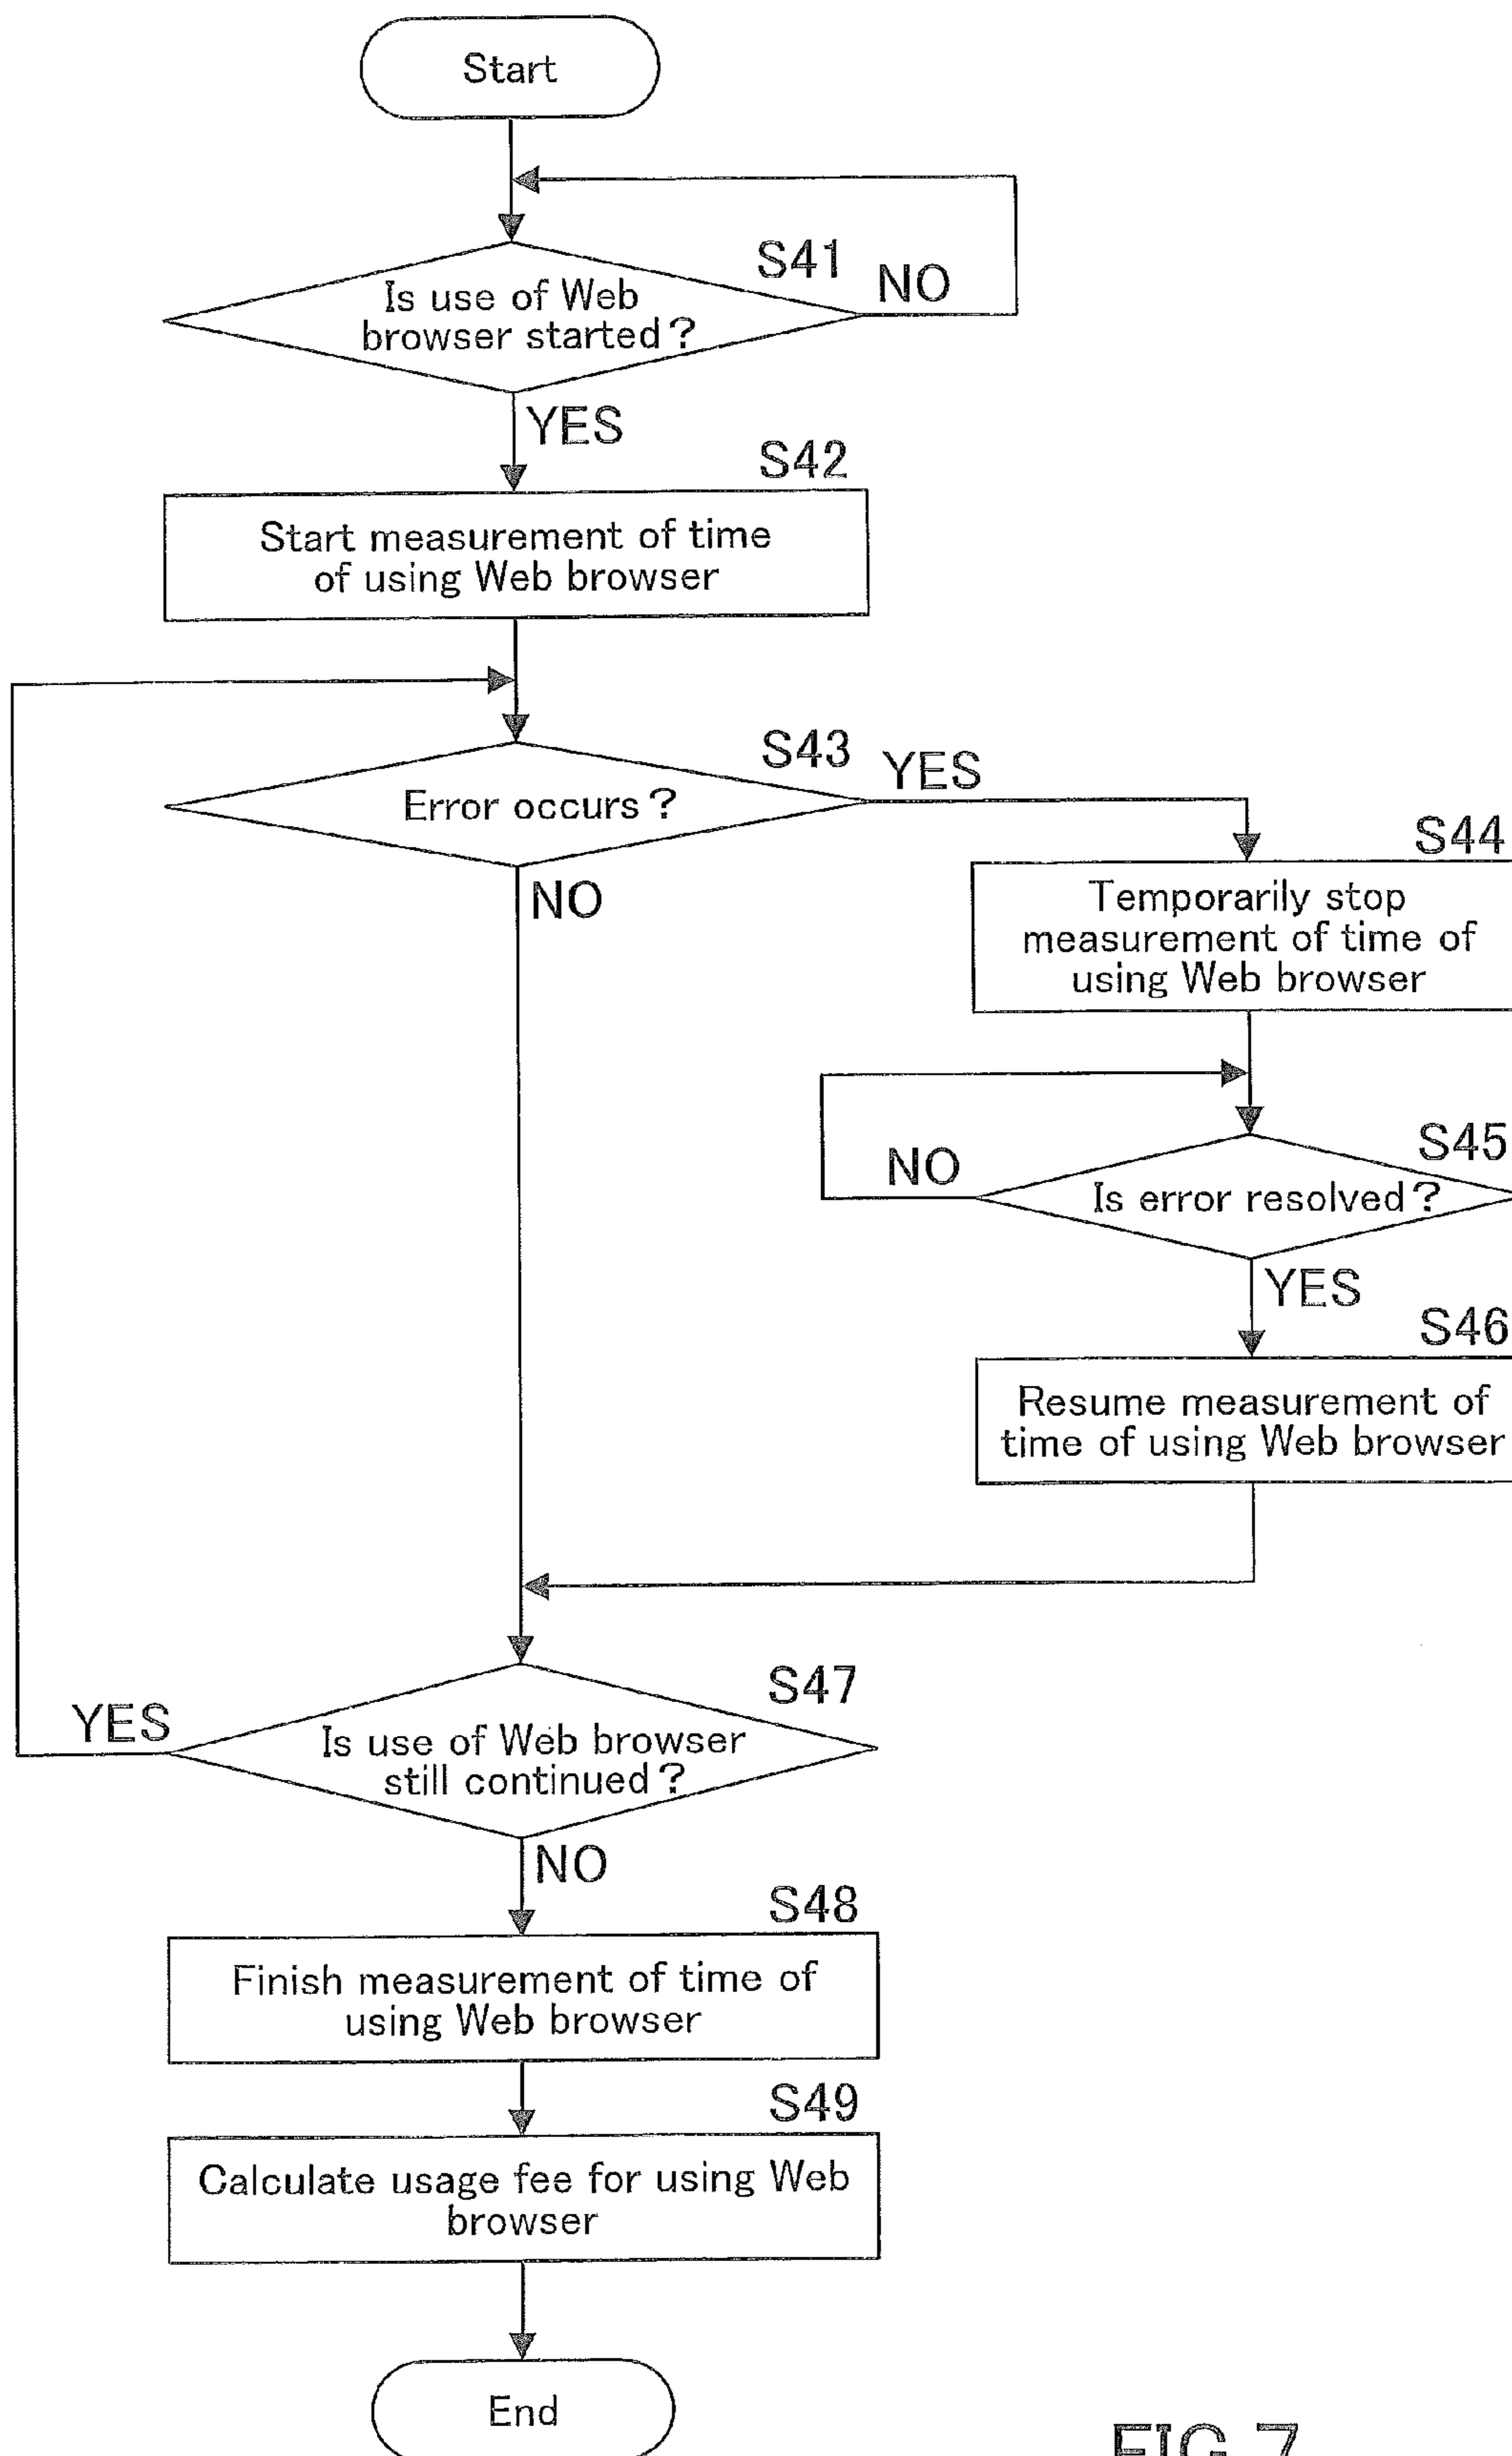 Start
S41
NO
Is use of Web
browser started?
YES
S42
Start measurement of time
of using Web browser
S43
YES
Error occurs?
NO
S44
Temporarily stop
measurement of time of
using Web browser
S45
NO
Is error resolved?
YES
S46
Resume measurement of
time of using Web browser
S47
YES
Is use of Web browser
still continued?
NO
S48
Finish measurement of time of
using Web browser
S49
Calculate usage fee for using Web
browser
End
FIG. 7